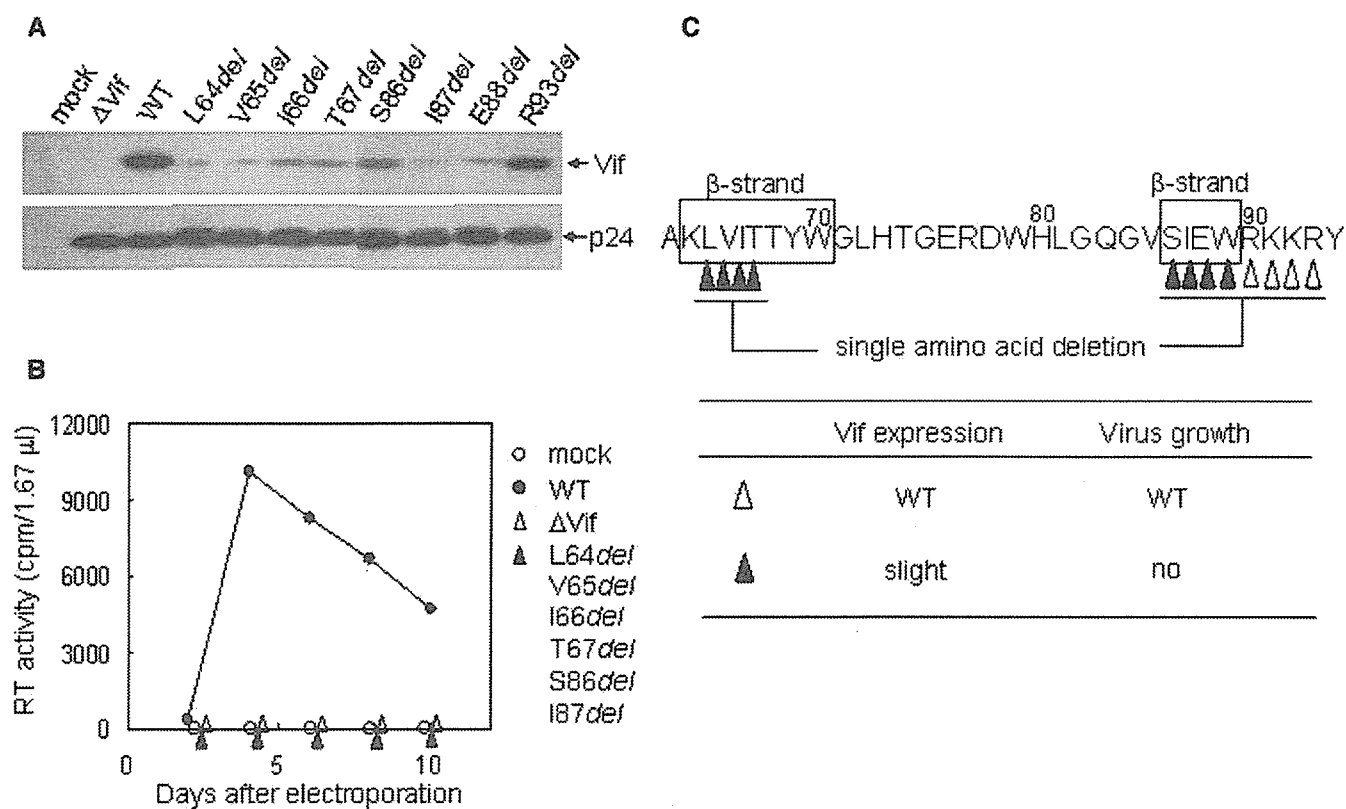 A
mock
ΔVif
WT
L64del
V65del
I66del
T67del
S86del
I87del
E88del
R93del
Vif
p24
B
RT activity (cpm/1.67 µl)
12000
9000
6000
3000
0
0 5 10
Days after electroporation
mock
WT
ΔVif
L64del
V65del
I66del
T67del
S86del
I87del
C
β-strand β-strand
70 80 90
AKLVITTYWGLHTGERDWHLGQGVSIEWRKKRY
single amino acid deletion
Vif expression Virus growth
WT WT
slight no